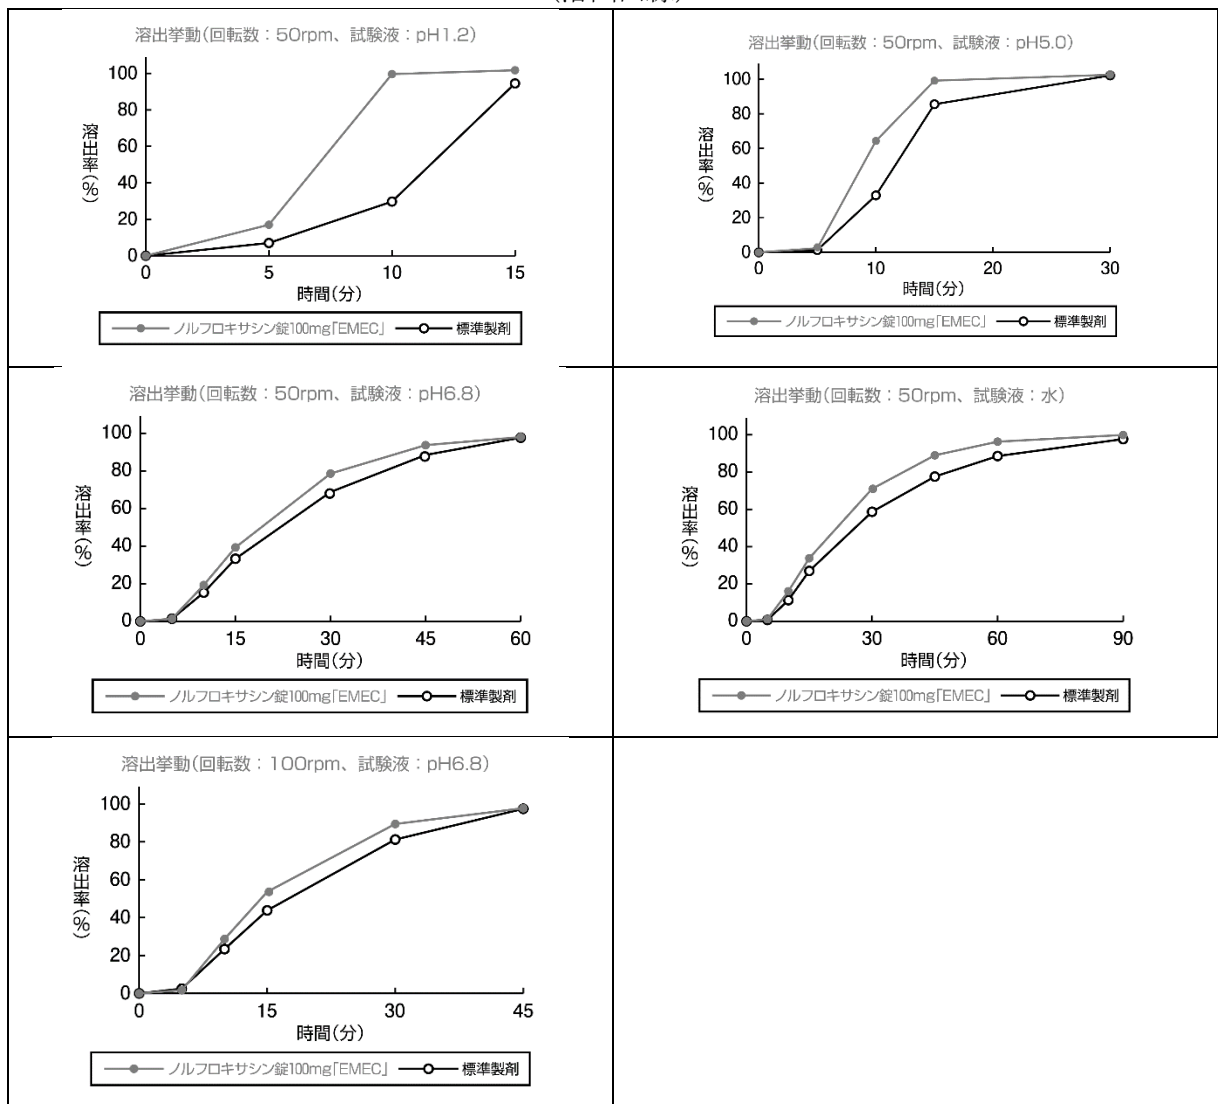 溶出挙動(回転数：50rpm、試験液：pH1.2)
100
80
60
40
20
0
溶出率(%)
0 5 10 15
時間(分)
ノルフロキサシン錠100mg｢EMEC｣ 標準製剤
溶出挙動(回転数：50rpm、試験液：pH5.0)
100
80
60
40
20
0
溶出率(%)
0 10 20 30
時間(分)
ノルフロキサシン錠100mg｢EMEC｣ 標準製剤
溶出挙動(回転数：50rpm、試験液：pH6.8)
100
80
60
40
20
0
溶出率(%)
0 15 30 45 60
時間(分)
ノルフロキサシン錠100mg｢EMEC｣ 標準製剤
溶出挙動(回転数：50rpm、試験液：水)
100
80
60
40
20
0
溶出率(%)
0 30 60 90
時間(分)
ノルフロキサシン錠100mg｢EMEC｣ 標準製剤
溶出挙動(回転数：100rpm、試験液：pH6.8)
100
80
60
40
20
0
溶出率(%)
0 15 30 45
時間(分)
ノルフロキサシン錠100mg｢EMEC｣ 標準製剤